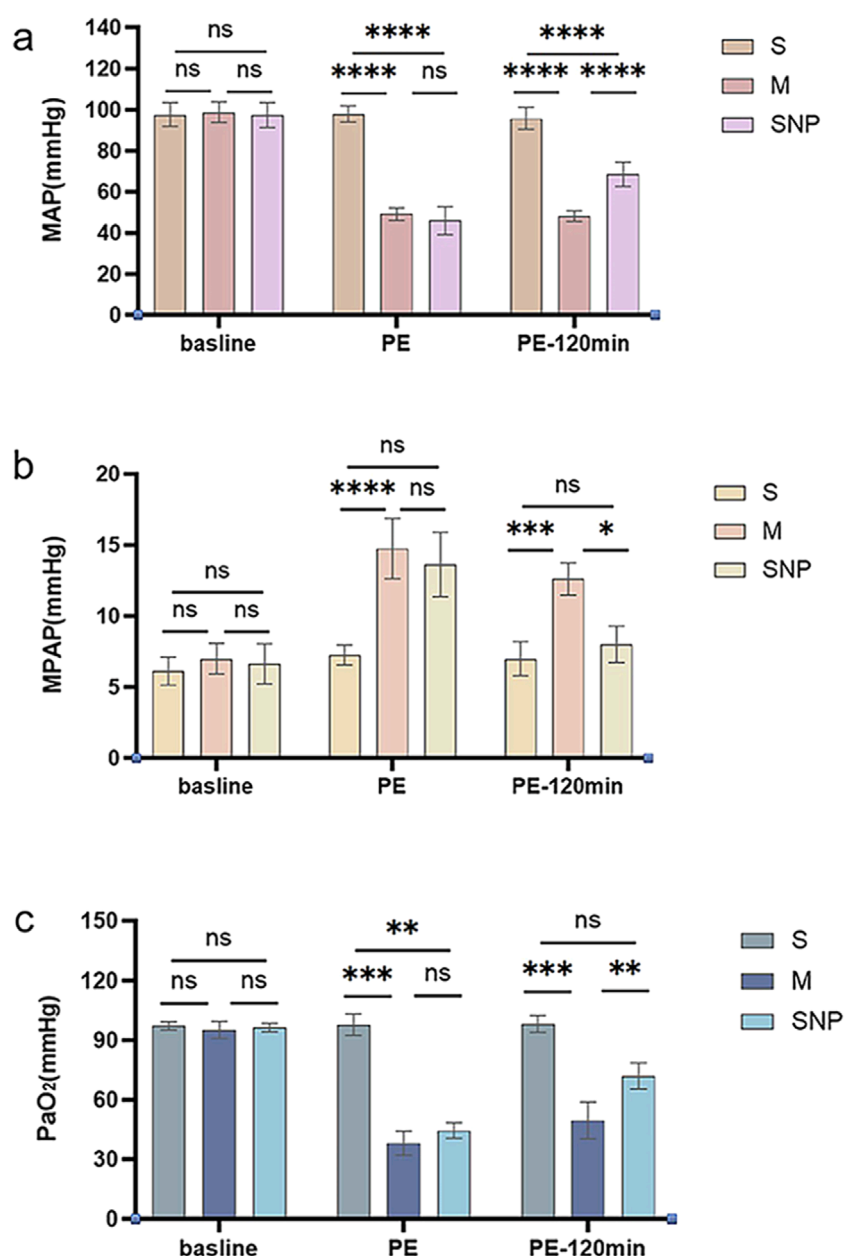 a
MAP(mmHg)
140
120
100
80
60
40
20
0
ns
ns
ns
****
****
ns
****
****
****
basline
PE
PE-120min
S
M
SNP
b
MPAP(mmHg)
20
15
10
5
0
ns
ns
ns
ns
****
ns
ns
***
*
basline
PE
PE-120min
S
M
SNP
c
PaO₂(mmHg)
150
120
90
60
30
0
ns
ns
ns
**
***
ns
ns
***
**
basline
PE
PE-120min
S
M
SNP